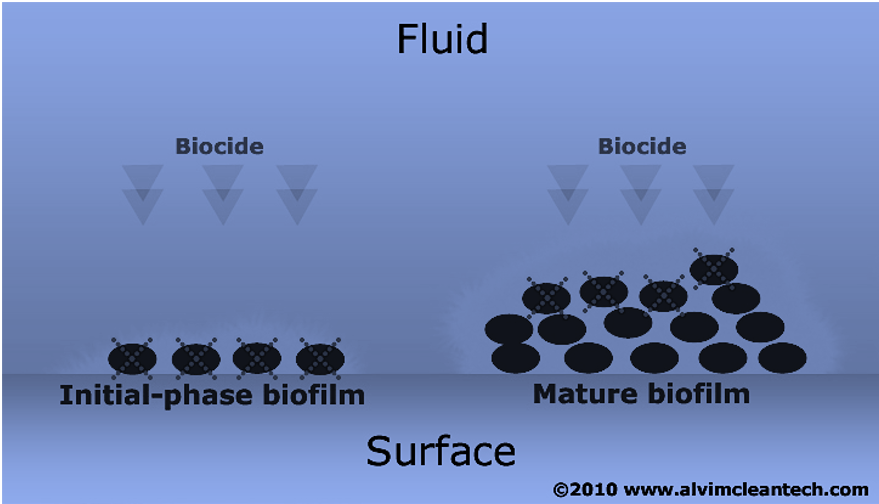 Fluid
Biocide
Biocide
Initial-phase biofilm
Mature biofilm
Surface
©2010 www.alvimcleantech.com